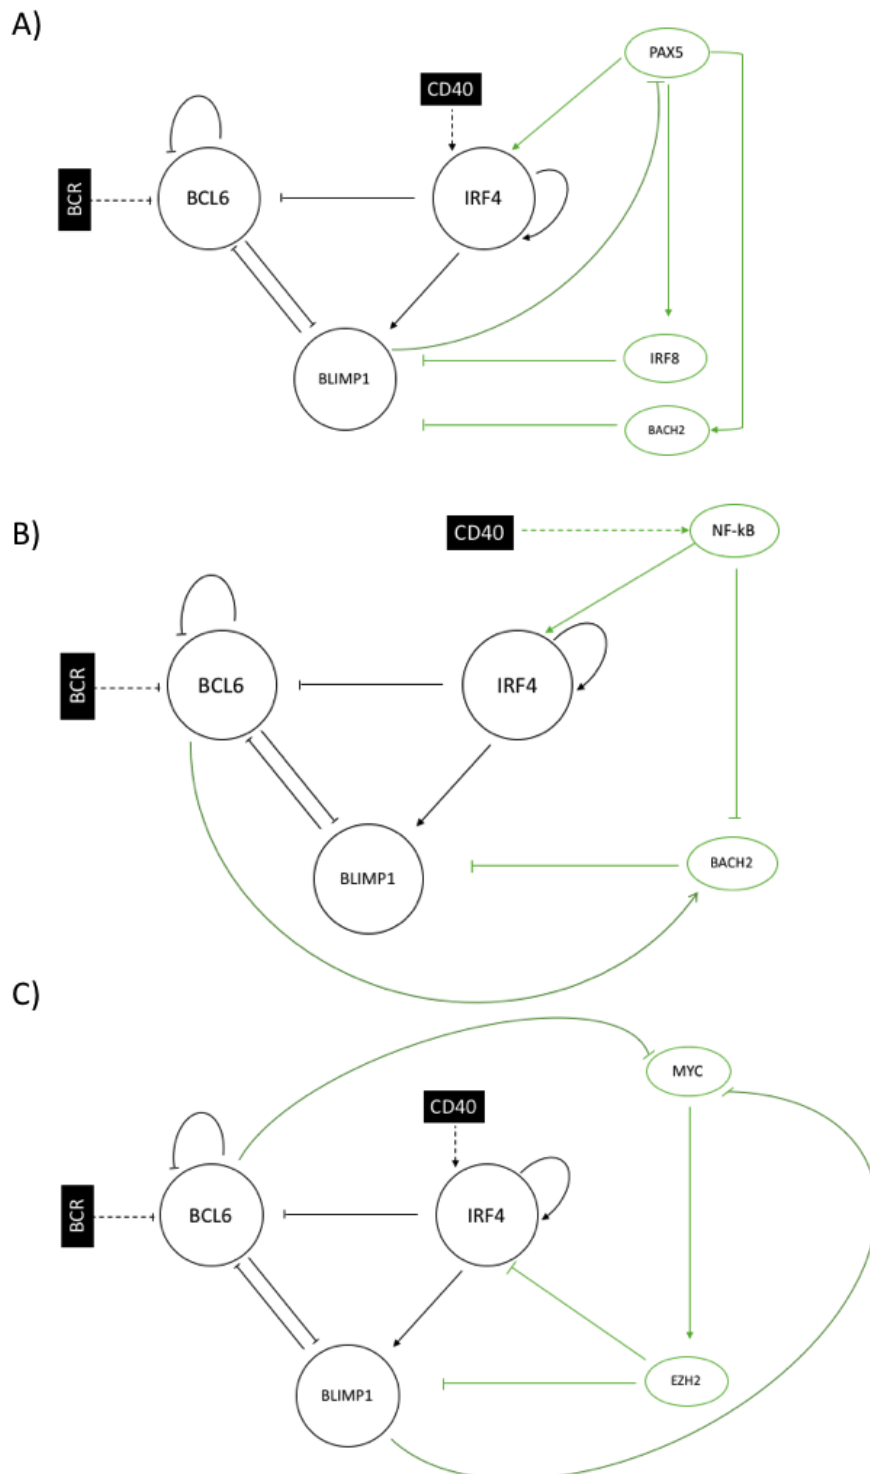 A)
PAX5
CD40
BCR
BCL6
IRF4
IRF8
BLIMP1
BACH2
B)
CD40
NF-kB
BCR
BCL6
IRF4
BLIMP1
BACH2
C)
MYC
CD40
BCR
BCL6
IRF4
BLIMP1
EZH2